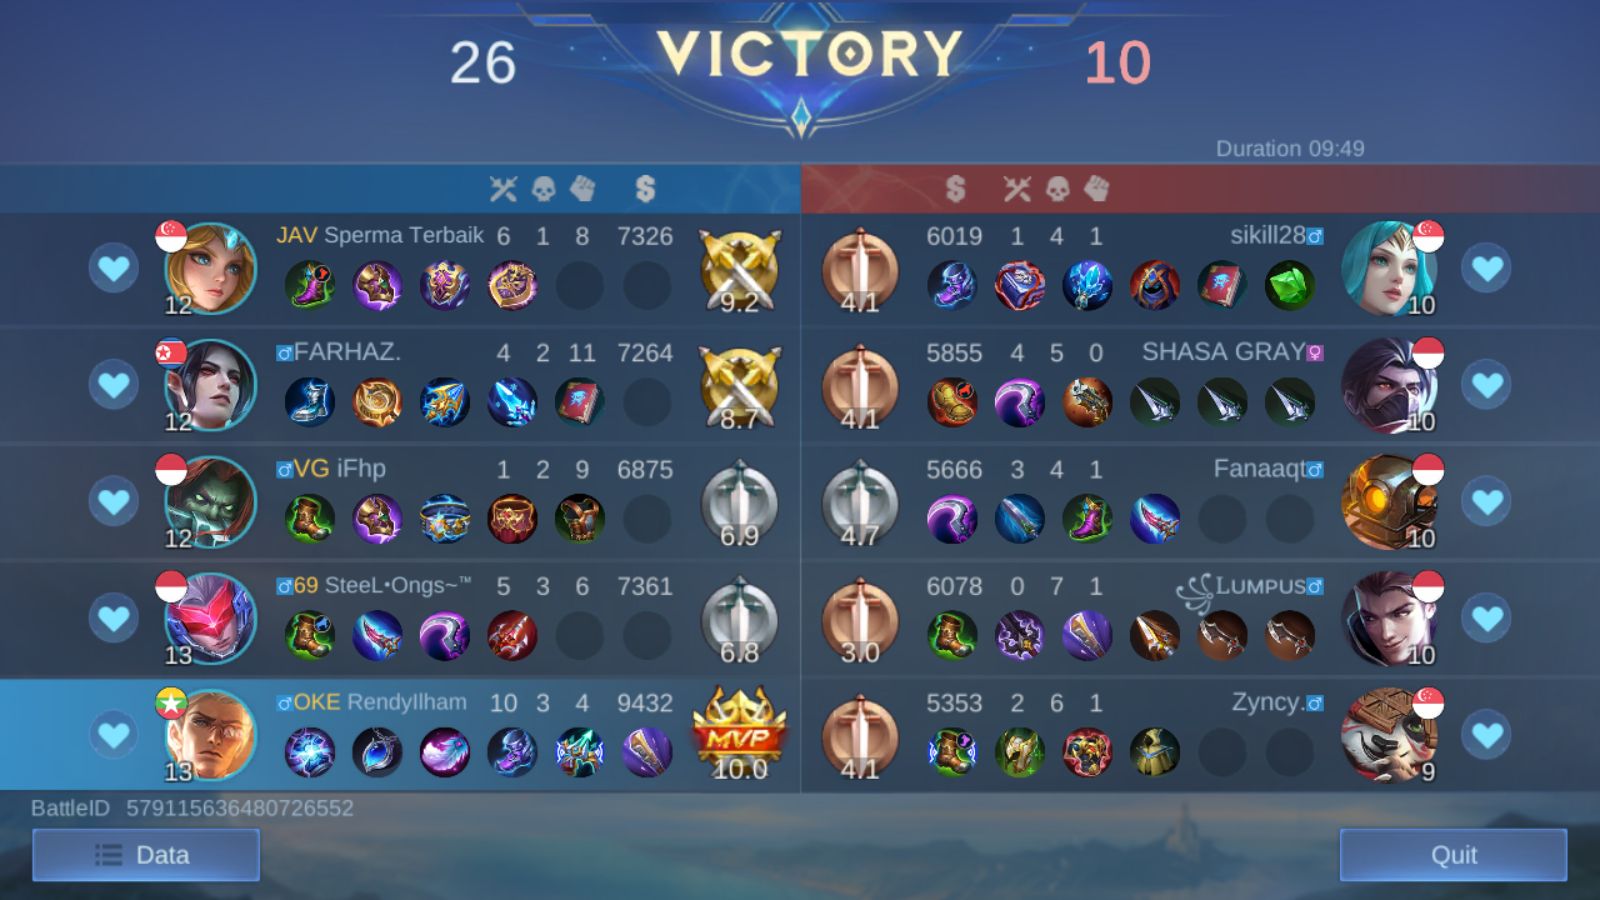 26 VICTORY 10
Duration 09:49
JAV Sperma Terbaik 6 1 8 7326 12 9.2
4.1 6019 1 4 1 sikill28 10
FARHAZ. 4 2 11 7264 12 8.7
4.1 5855 4 5 0 SHASA GRAY 10
VG iFhp 1 2 9 6875 12 6.9
4.7 5666 3 4 1 Fanaaqt 10
69 SteeL•Ongs~™ 5 3 6 7361 13 6.8
3.0 6078 0 7 1 LUMPUS 10
OKE RendyIlham 10 3 4 9432 13 MVP 10.0
4.1 5353 2 6 1 Zyncy. 9
BattleID 579115636480726552
Data
Quit